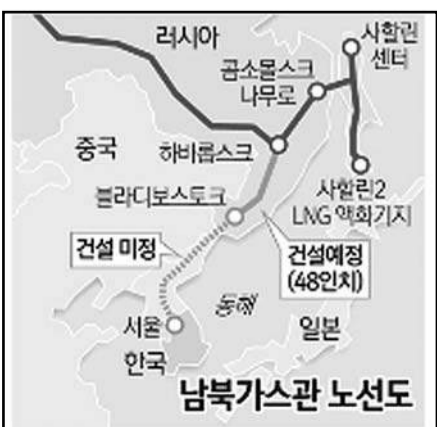 러시아
사할린
센터
콤소몰스크
나무로
중국
하비롭스크
블라디보스토크
사할린2
LNG 액화기지
건설 미정
건설예정
(48인치)
동해
서울
일본
한국
남북가스관 노선도